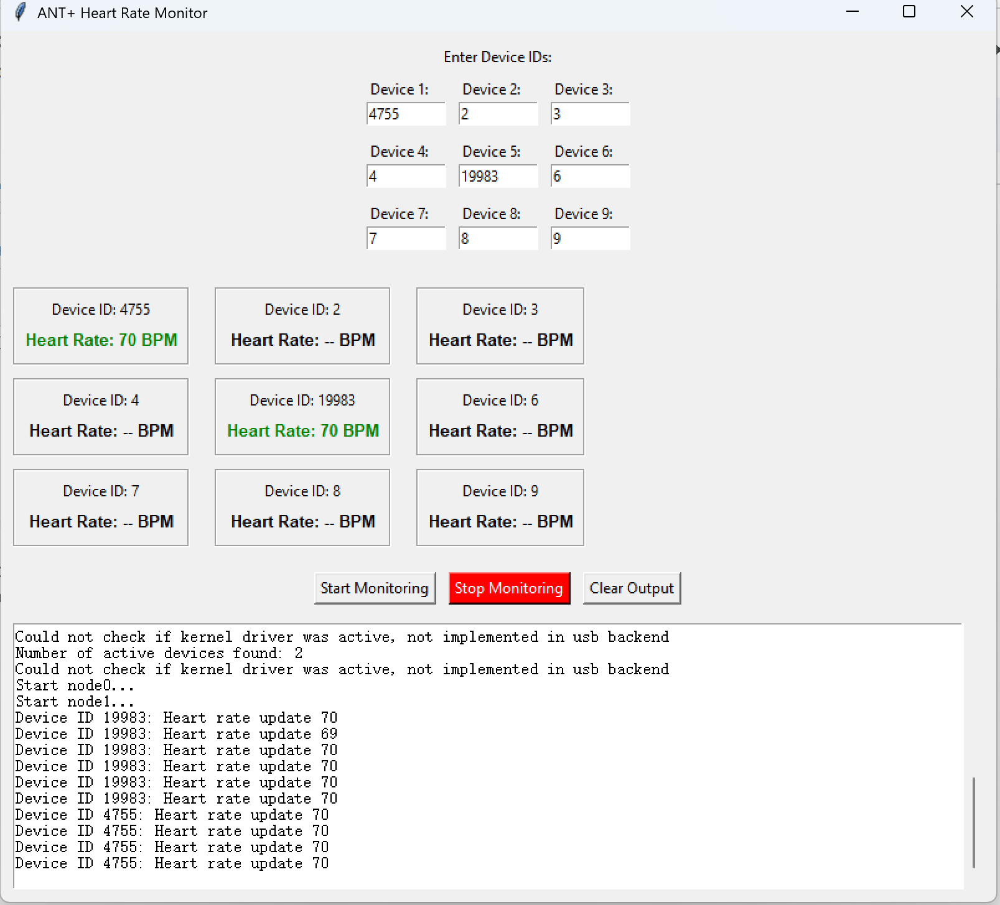 ANT+ Heart Rate Monitor
Enter Device IDs:
Device 1: Device 2: Device 3:
4755 2 3
Device 4: Device 5: Device 6:
4 19983 6
Device 7: Device 8: Device 9:
7 8 9
Device ID: 4755 Device ID: 2 Device ID: 3
Heart Rate: 70 BPM Heart Rate: -- BPM Heart Rate: -- BPM
Device ID: 4 Device ID: 19983 Device ID: 6
Heart Rate: -- BPM Heart Rate: 70 BPM Heart Rate: -- BPM
Device ID: 7 Device ID: 8 Device ID: 9
Heart Rate: -- BPM Heart Rate: -- BPM Heart Rate: -- BPM
Start Monitoring Stop Monitoring Clear Output
Could not check if kernel driver was active, not implemented in usb backend
Number of active devices found: 2
Could not check if kernel driver was active, not implemented in usb backend
Start node0...
Start node1...
Device ID 19983: Heart rate update 70
Device ID 19983: Heart rate update 69
Device ID 19983: Heart rate update 70
Device ID 19983: Heart rate update 70
Device ID 19983: Heart rate update 70
Device ID 19983: Heart rate update 70
Device ID 4755: Heart rate update 70
Device ID 4755: Heart rate update 70
Device ID 4755: Heart rate update 70
Device ID 4755: Heart rate update 70